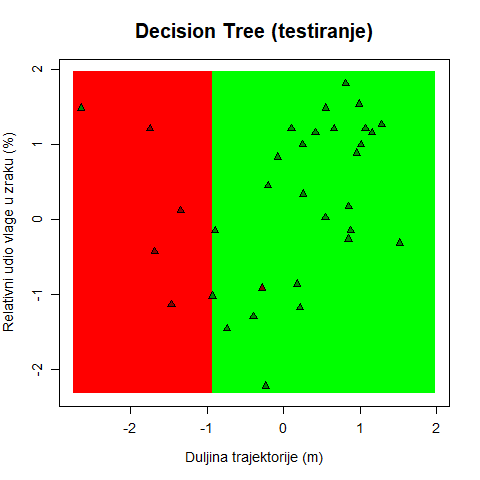 Decision Tree (testiranje)
Relativni udio vlage u zraku (%)
2
1
0
-1
-2
-2 -1 0 1 2
Duljina trajektorije (m)